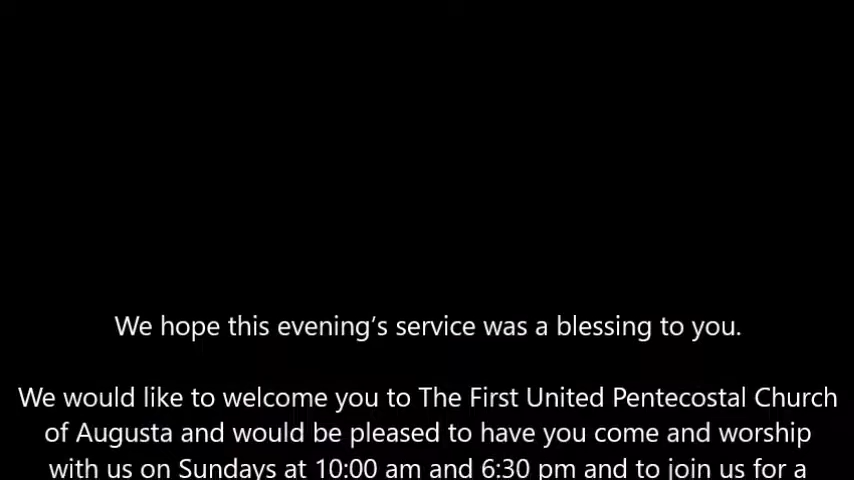 We hope this evening’s service was a blessing to you.
We would like to welcome you to The First United Pentecostal Church
of Augusta and would be pleased to have you come and worship
with us on Sundays at 10:00 am and 6:30 pm and to join us for a